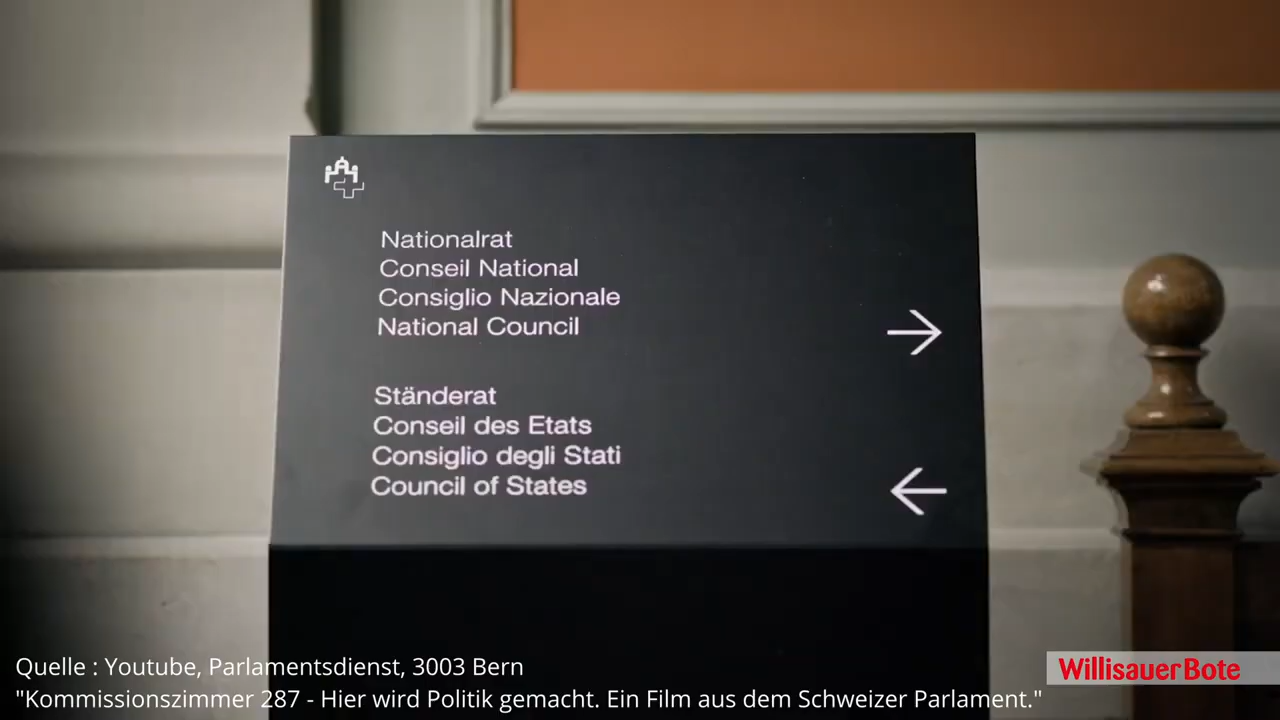 Nationalrat
Conseil National
Consiglio Nazionale
National Council
Ständerat
Conseil des Etats
Consiglio degli Stati
Council of States
Quelle : Youtube, Parlamentsdienst, 3003 Bern
"Kommissionszimmer 287 - Hier wird Politik gemacht. Ein Film aus dem Schweizer Parlament."
Willisauer Bote